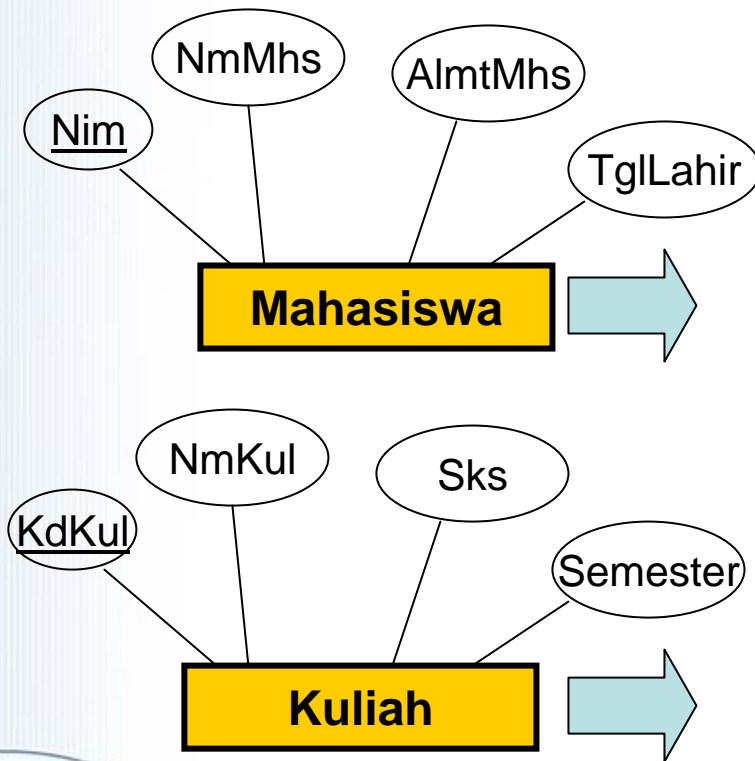 NmMhs
AlmtMhs
Nim
TglLahir
Mahasiswa
NmKul
Sks
KdKul
Semester
Kuliah